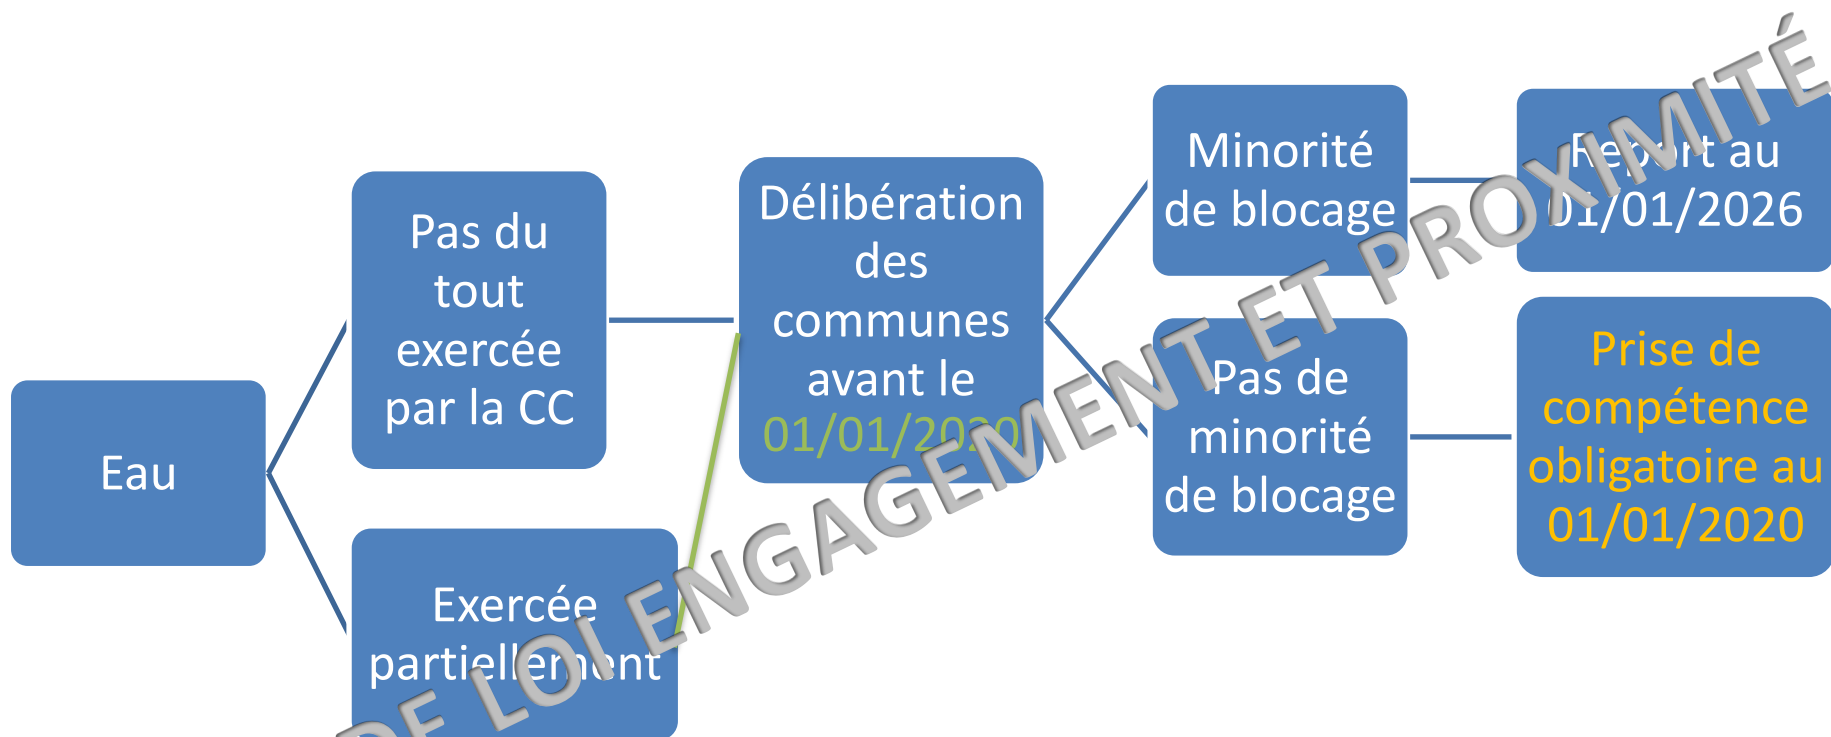 Eau
Pas du
tout
exercée
par la CC
Exercée
partiellement
Délibération
des
communes
avant le
01/01/2020
Minorité
de blocage
Pas de
minorité
de blocage
Report au
01/01/2026
Prise de
compétence
obligatoire au
01/01/2020
DE LOI ENGAGEMENT ET PROXIMITÉ